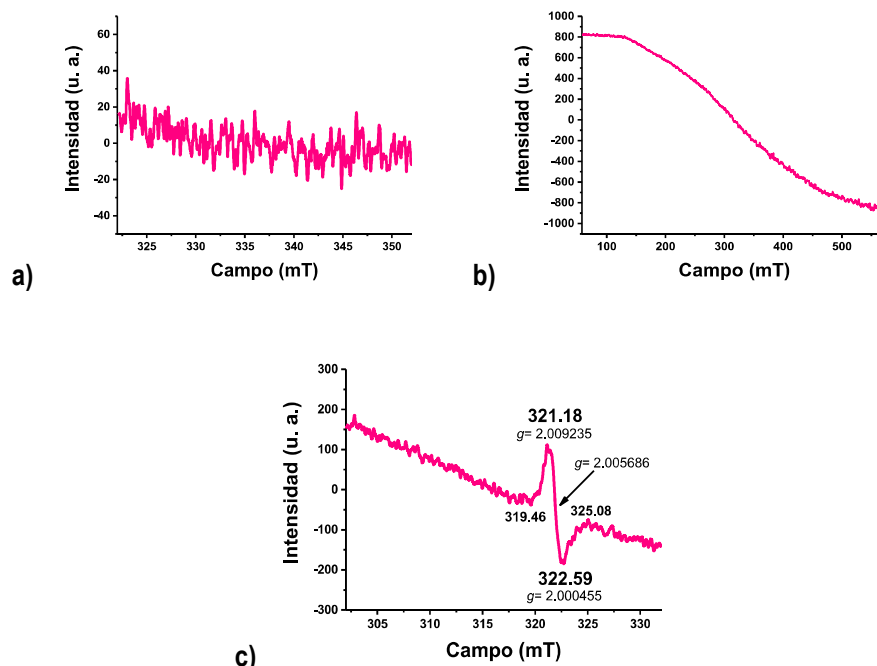 60
40
20
0
-20
-40
325 330 335 340 345 350
Intensidad (u. a.)
Campo (mT)
a)
800
600
400
200
0
-200
-400
-600
-800
-1000
100 200 300 400 500
Intensidad (u. a.)
Campo (mT)
b)
300
200
100
0
-100
-200
-300
305 310 315 320 325 330
Intensidad (u. a.)
Campo (mT)
321.18
g= 2.009235
g= 2.005686
319.46
325.08
322.59
g= 2.000455
c)